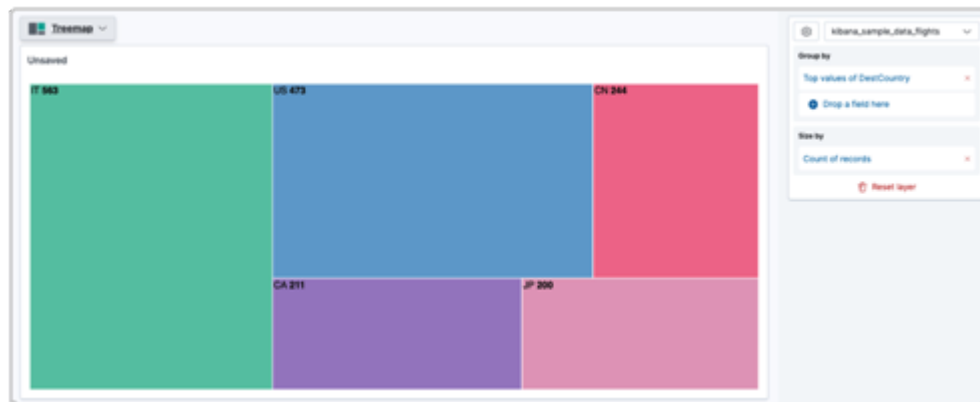 Treemap
kibana_sample_data_flights
Unsaved
Group by
IT 563
US 473
CN 244
Top values of DestCountry
Drop a field here
Size by
Count of records
Reset layer
CA 211
JP 200